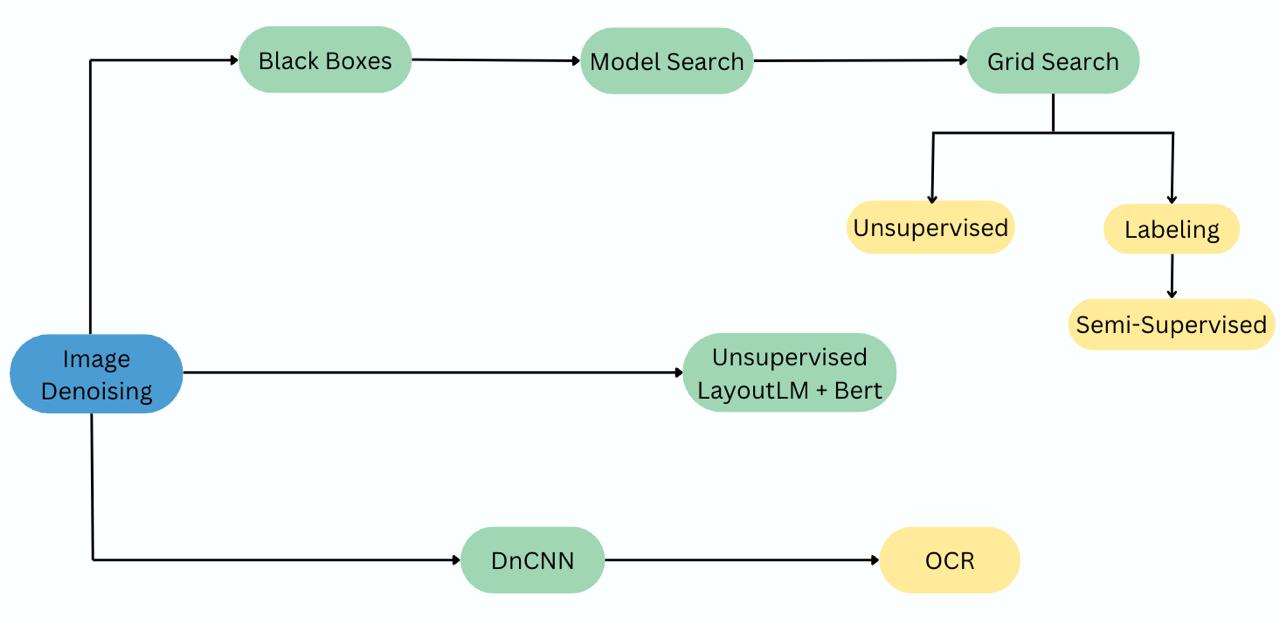 Black Boxes
Model Search
Grid Search
Unsupervised
Labeling
Semi-Supervised
Image
Denoising
Unsupervised
LayoutLM + Bert
DnCNN
OCR